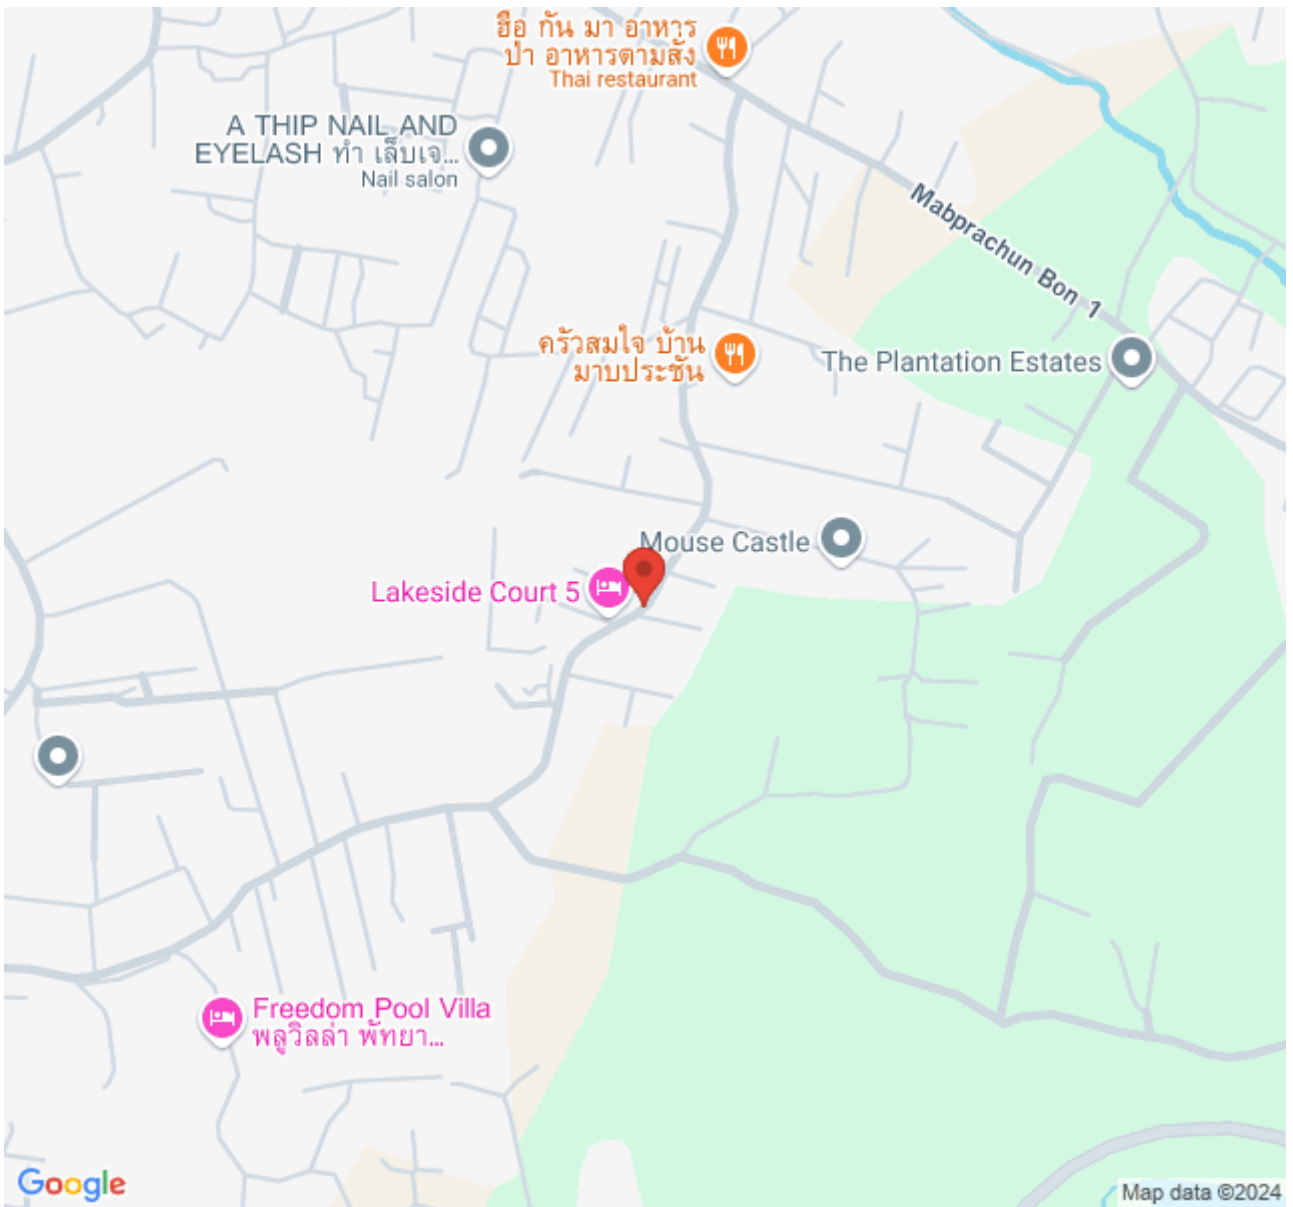 ฮือ กัน มา อาหาร
ป่า อาหารตามสั่ง
Thai restaurant
A THIP NAIL AND
EYELASH ทำ เล็บเจ...
Nail salon
Mabprachun Bon 1
ครัวสมใจ บ้าน
มาบประชัน
The Plantation Estates
Mouse Castle
Lakeside Court 5
Freedom Pool Villa
พลูวิลล่า พัทยา...
Google
Map data ©2024